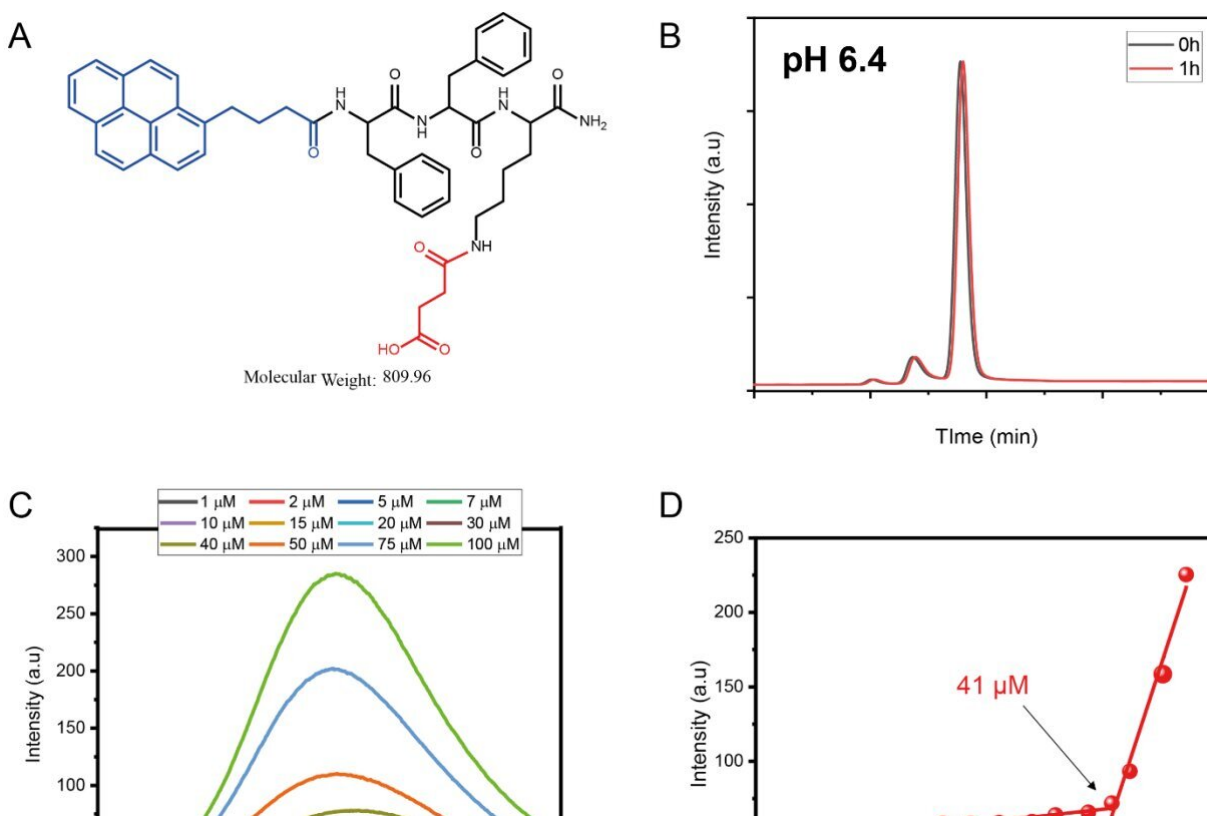 A
H
N
O
O
N
H
O
H
N
O
NH2
O
NH
O
HO
O
Molecular Weight: 809.96
B
pH 6.4
0h
1h
Intensity (a.u)
TIme (min)
C
1 μM 2 μM 5 μM 7 μM
10 μM 15 μM 20 μM 30 μM
40 μM 50 μM 75 μM 100 μM
300
250
200
150
100
Intensity (a.u)
D
250
200
150
100
Intensity (a.u)
41 μM